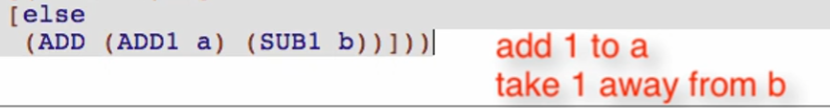 [else
(ADD (ADD1 a) (SUB1 b))]))
add 1 to a
take 1 away from b